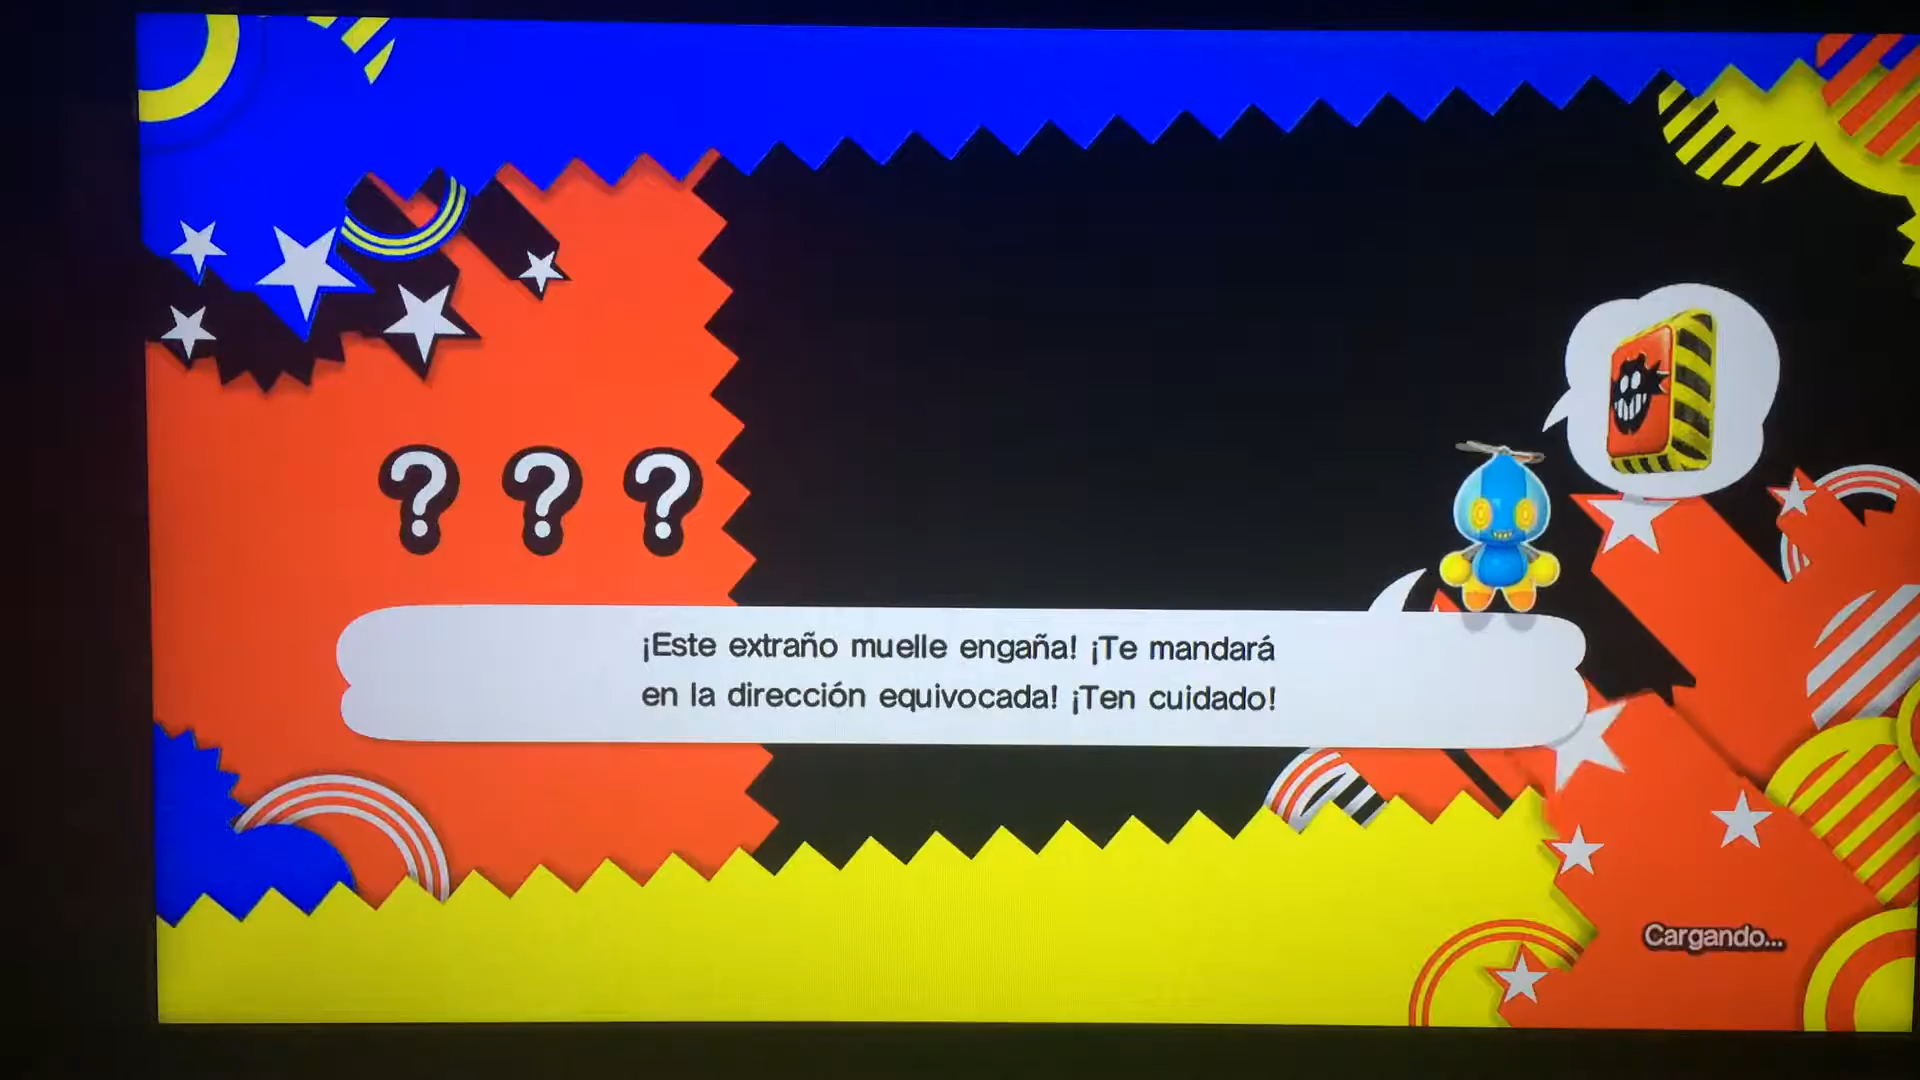 ? ? ?
¡Este extraño muelle engaña! ¡Te mandará
en la dirección equivocada! ¡Ten cuidado!
Cargando...